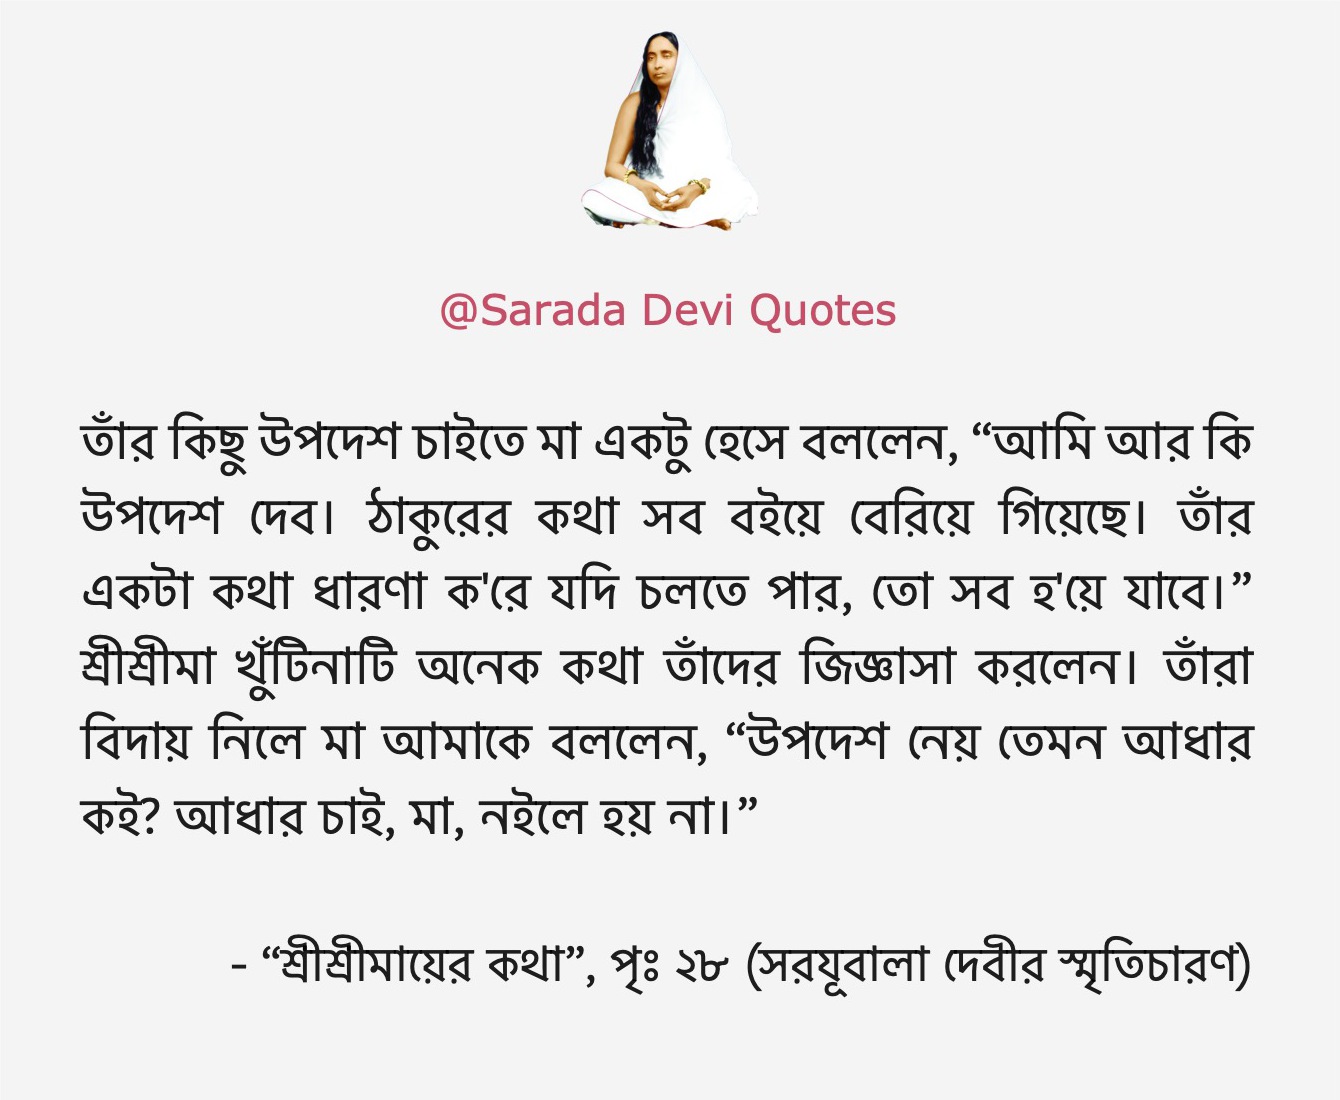 @Sarada Devi Quotes
তাঁর কিছু উপদেশ চাইতে মা একটু হেসে বললেন, “আমি আর কি
উপদেশ দেব। ঠাকুরের কথা সব বইয়ে বেরিয়ে গিয়েছে। তাঁর
একটা কথা ধারণা ক'রে যদি চলতে পার, তো সব হ'য়ে যাবে।”
শ্রীশ্রীমা খুঁটিনাটি অনেক কথা তাঁদের জিজ্ঞাসা করলেন। তাঁরা
বিদায় নিলে মা আমাকে বললেন, “উপদেশ নেয় তেমন আধার
কই? আধার চাই, মা, নইলে হয় না।”
- “শ্রীশ্রীমায়ের কথা”, পৃঃ ২৮ (সরযূবালা দেবীর স্মৃতিচারণ)